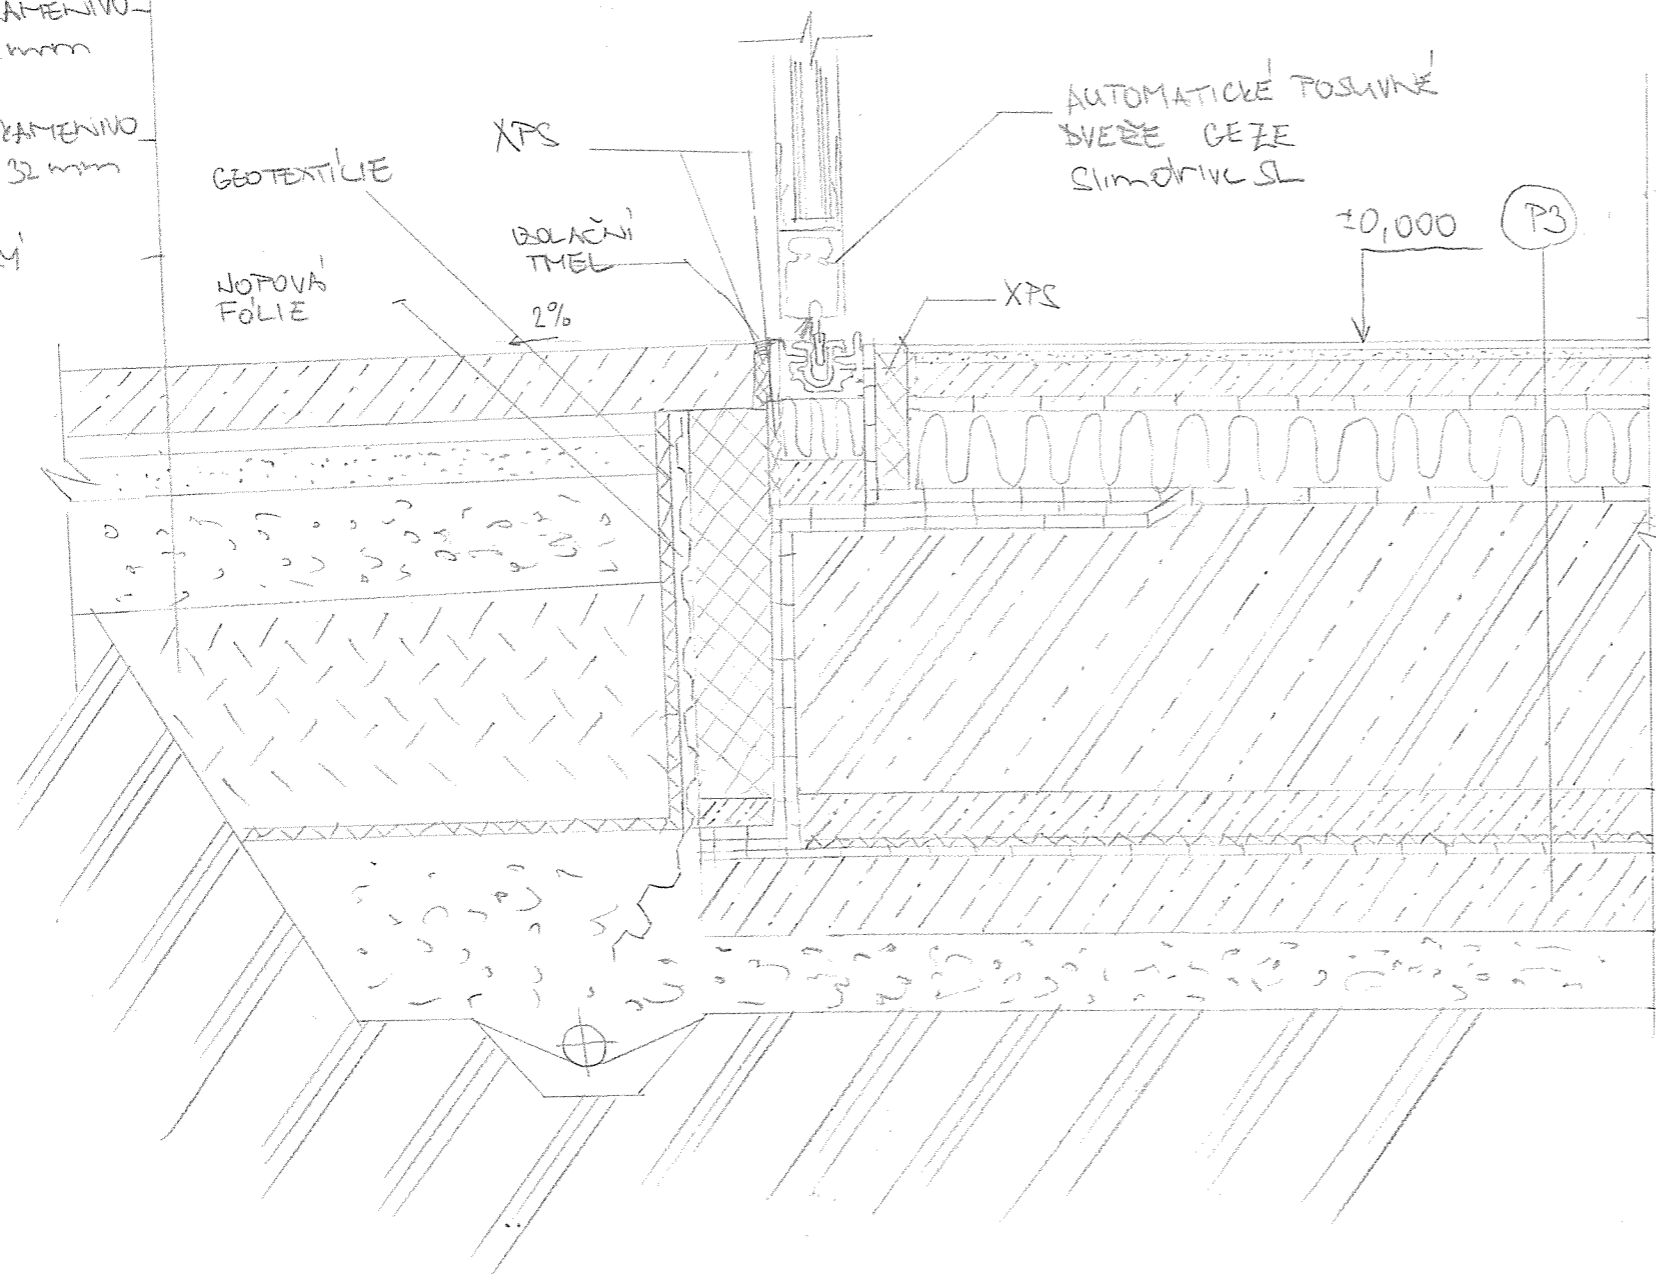 KAMENIVO
mm
KAMENIVO
32 mm
GEOTEXTÍLIE
NOPOVÁ
FÓLIE
XPS
IZOLAČNÍ
TMEL
2%
AUTOMATICKÉ POSUVNÉ
DVEŘE GEZE
Slimdrive SL
±0,000
P3
XPS